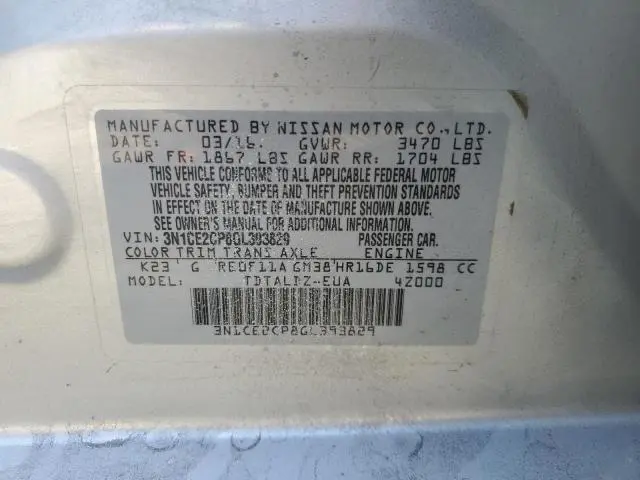 MANUFACTURED BY NISSAN MOTOR CO., LTD.
DATE: 03/16 GVWR: 3470 LBS
GAWR FR: 1867 LBS GAWR RR: 1704 LBS
THIS VEHICLE CONFORMS TO ALL APPLICABLE FEDERAL MOTOR
VEHICLE SAFETY, BUMPER AND THEFT PREVENTION STANDARDS
IN EFFECT ON THE DATE OF MANUFACTURE SHOWN ABOVE.
SEE OWNER'S MANUAL FOR ADDITIONAL INFORMATION.
VIN: 3N1CE2CP8GL393829 PASSENGER CAR.
COLOR TRIM TRANS AXLE ENGINE
K23 G RE0F11A GM38 HR16DE 1598 CC
MODEL: TDTALDZ-EUA 4Z000
3N1CE2CP8GL393829